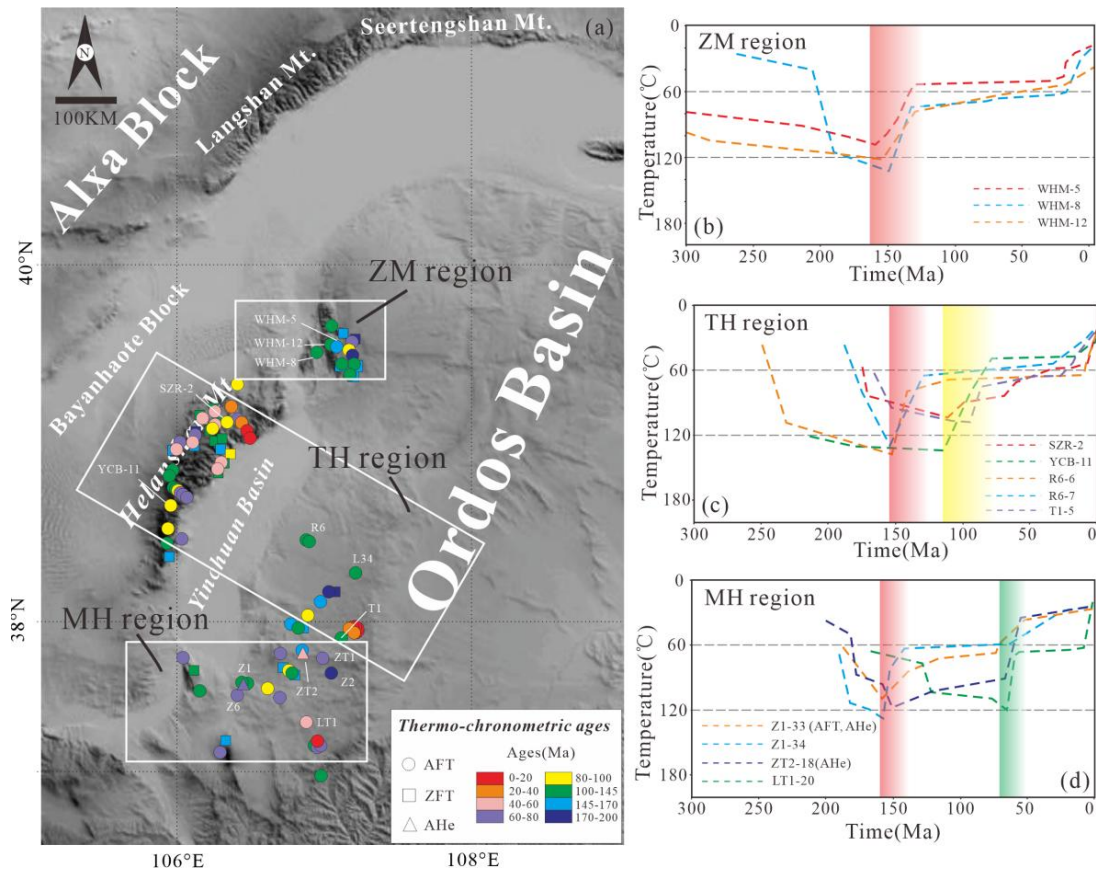 Seertengshan Mt.
(a)
N
100KM
Langshan Mt.
Alxa Block
40°N
ZM region
WHM-5
WHM-12
WHM-8
Bayanhaote Block
SZR-2
Helanshan Mt.
TH region
Ordos Basin
YCB-11
Yinchuan Basin
R6
L34
38°N
T1
MH region
ZT1
Z1
Z2
ZT2
Z6
LT1
Thermo-chronometric ages
Ages(Ma)
AFT
ZFT
AHe
0-20
20-40
40-60
60-80
80-100
100-145
145-170
170-200
106°E
108°E
ZM region
Temperature(℃)
0
60
120
180
WHM-5
WHM-8
WHM-12
(b)
300
200
100
50
0
Time(Ma)
TH region
Temperature(℃)
0
60
120
180
SZR-2
YCB-11
R6-6
R6-7
T1-5
(c)
300
200
150
100
50
0
Time(Ma)
MH region
Temperature(℃)
0
60
120
180
Z1-33 (AFT, AHe)
Z1-34
ZT2-18(AHe)
LT1-20
(d)
300
200
150
100
50
0
Time(Ma)